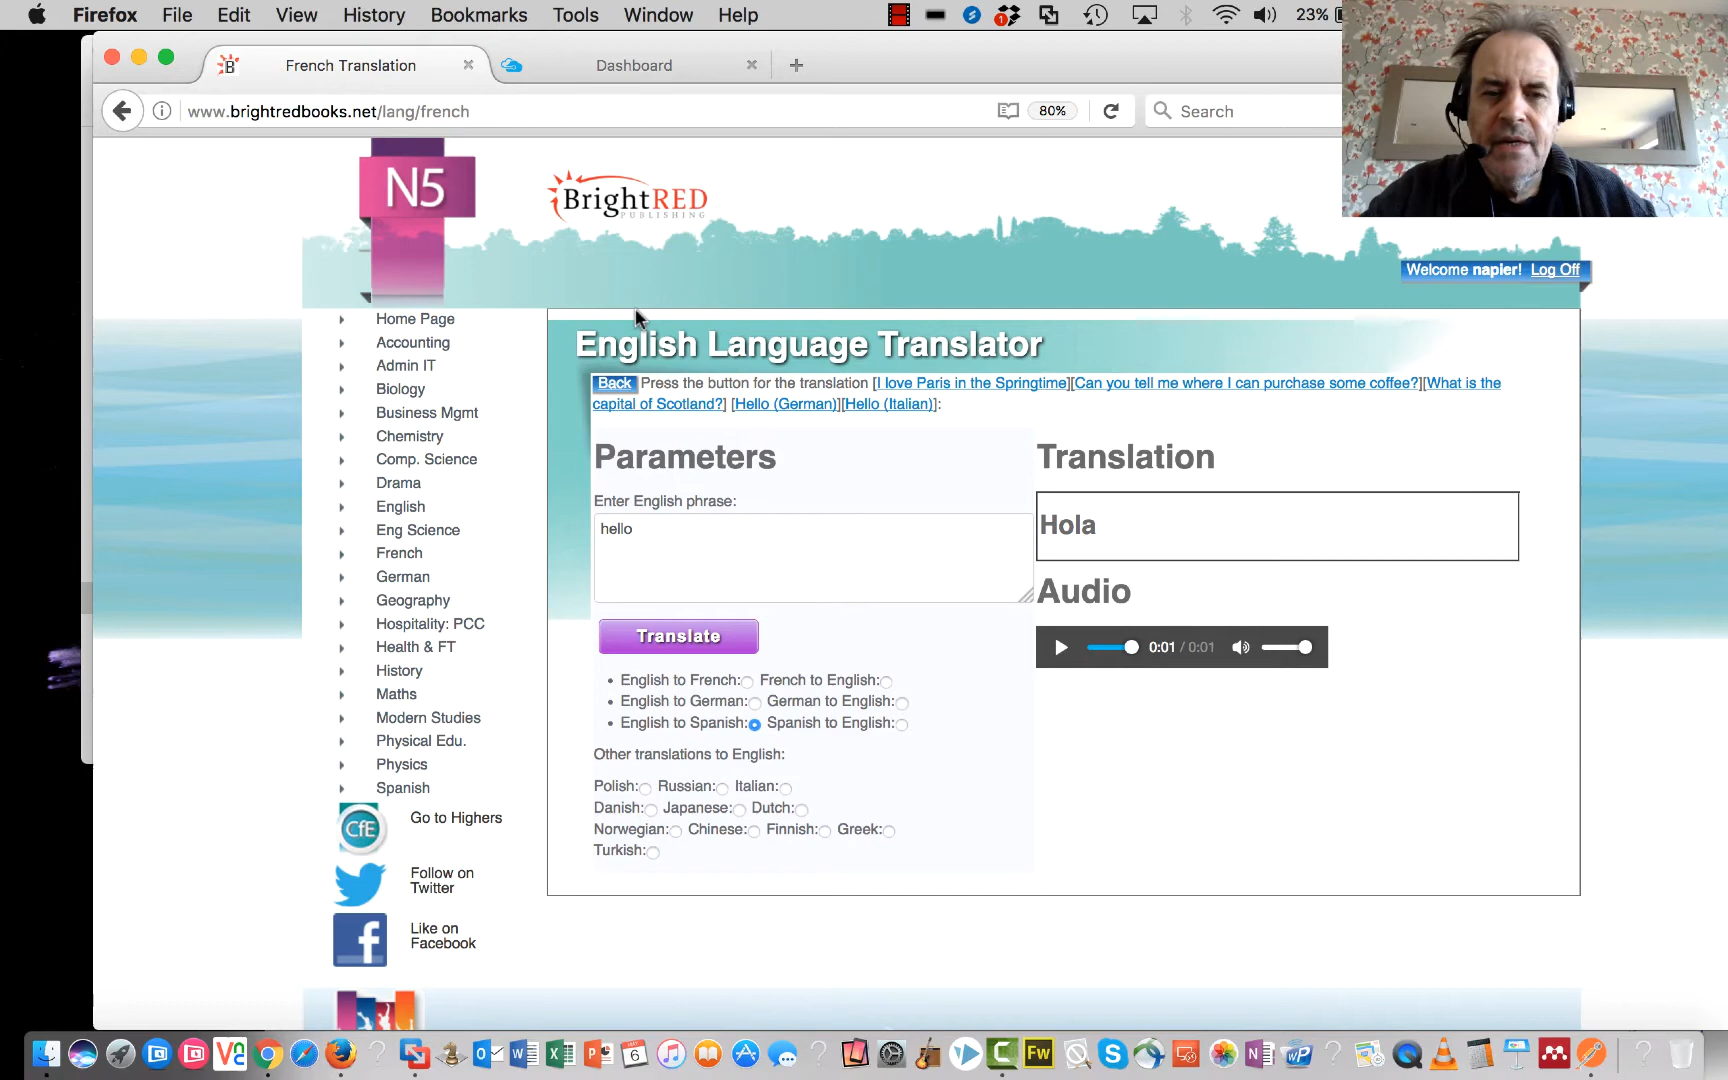 Firefox File Edit View History Bookmarks Tools Window Help 23%
French Translation Dashboard
www.brightredbooks.net/lang/french 80% Search
N5
BrightRED
PUBLISHING
Welcome napier! Log Off
Home Page
Accounting
Admin IT
Biology
Business Mgmt
Chemistry
Comp. Science
Drama
English
Eng Science
French
German
Geography
Hospitality: PCC
Health & FT
History
Maths
Modern Studies
Physical Edu.
Physics
Spanish
CfE Go to Highers
Follow on
Twitter
Like on
Facebook
English Language Translator
Back Press the button for the translation [I love Paris in the Springtime][Can you tell me where I can purchase some coffee?][What is the
capital of Scotland?] [Hello (German)][Hello (Italian)]:
Parameters
Enter English phrase:
hello
Translate
• English to French: French to English:
• English to German: German to English:
• English to Spanish: Spanish to English:
Other translations to English:
Polish: Russian: Italian:
Danish: Japanese: Dutch:
Norwegian: Chinese: Finnish: Greek:
Turkish:
Translation
Hola
Audio
0:01 / 0:01